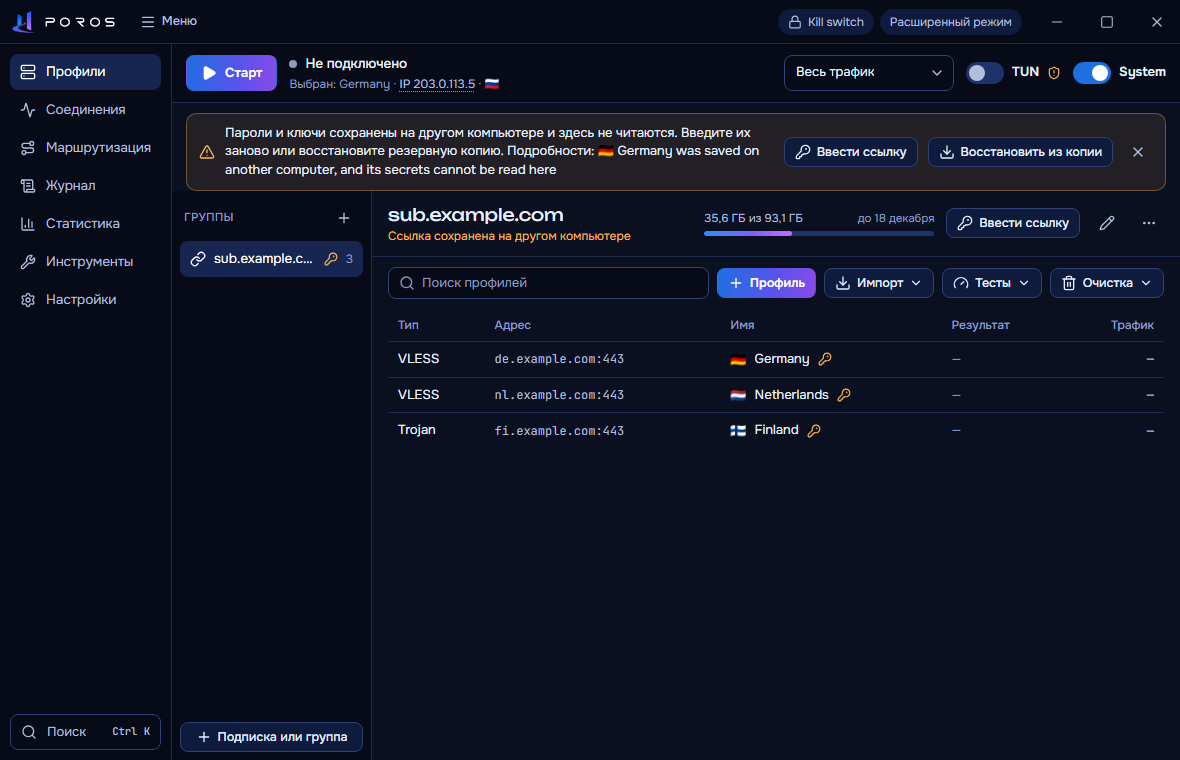 POROS
Меню
Kill switch
Расширенный режим
Профили
Соединения
Маршрутизация
Журнал
Статистика
Инструменты
Настройки
Поиск Ctrl K
Старт
Не подключено
Выбран: Germany · IP 203.0.113.5 ·
Весь трафик
TUN
System
Пароли и ключи сохранены на другом компьютере и здесь не читаются. Введите их
заново или восстановите резервную копию. Подробности: 🇩🇪 Germany was saved on
another computer, and its secrets cannot be read here
Ввести ссылку
Восстановить из копии
ГРУППЫ
sub.example.c... 3
Подписка или группа
sub.example.com
Ссылка сохранена на другом компьютере
35,6 ГБ из 93,1 ГБ
до 18 декабря
Ввести ссылку
Поиск профилей
Профиль
Импорт
Тесты
Очистка
Тип Адрес Имя Результат Трафик
VLESS de.example.com:443 Germany – –
VLESS nl.example.com:443 Netherlands – –
Trojan fi.example.com:443 Finland – –